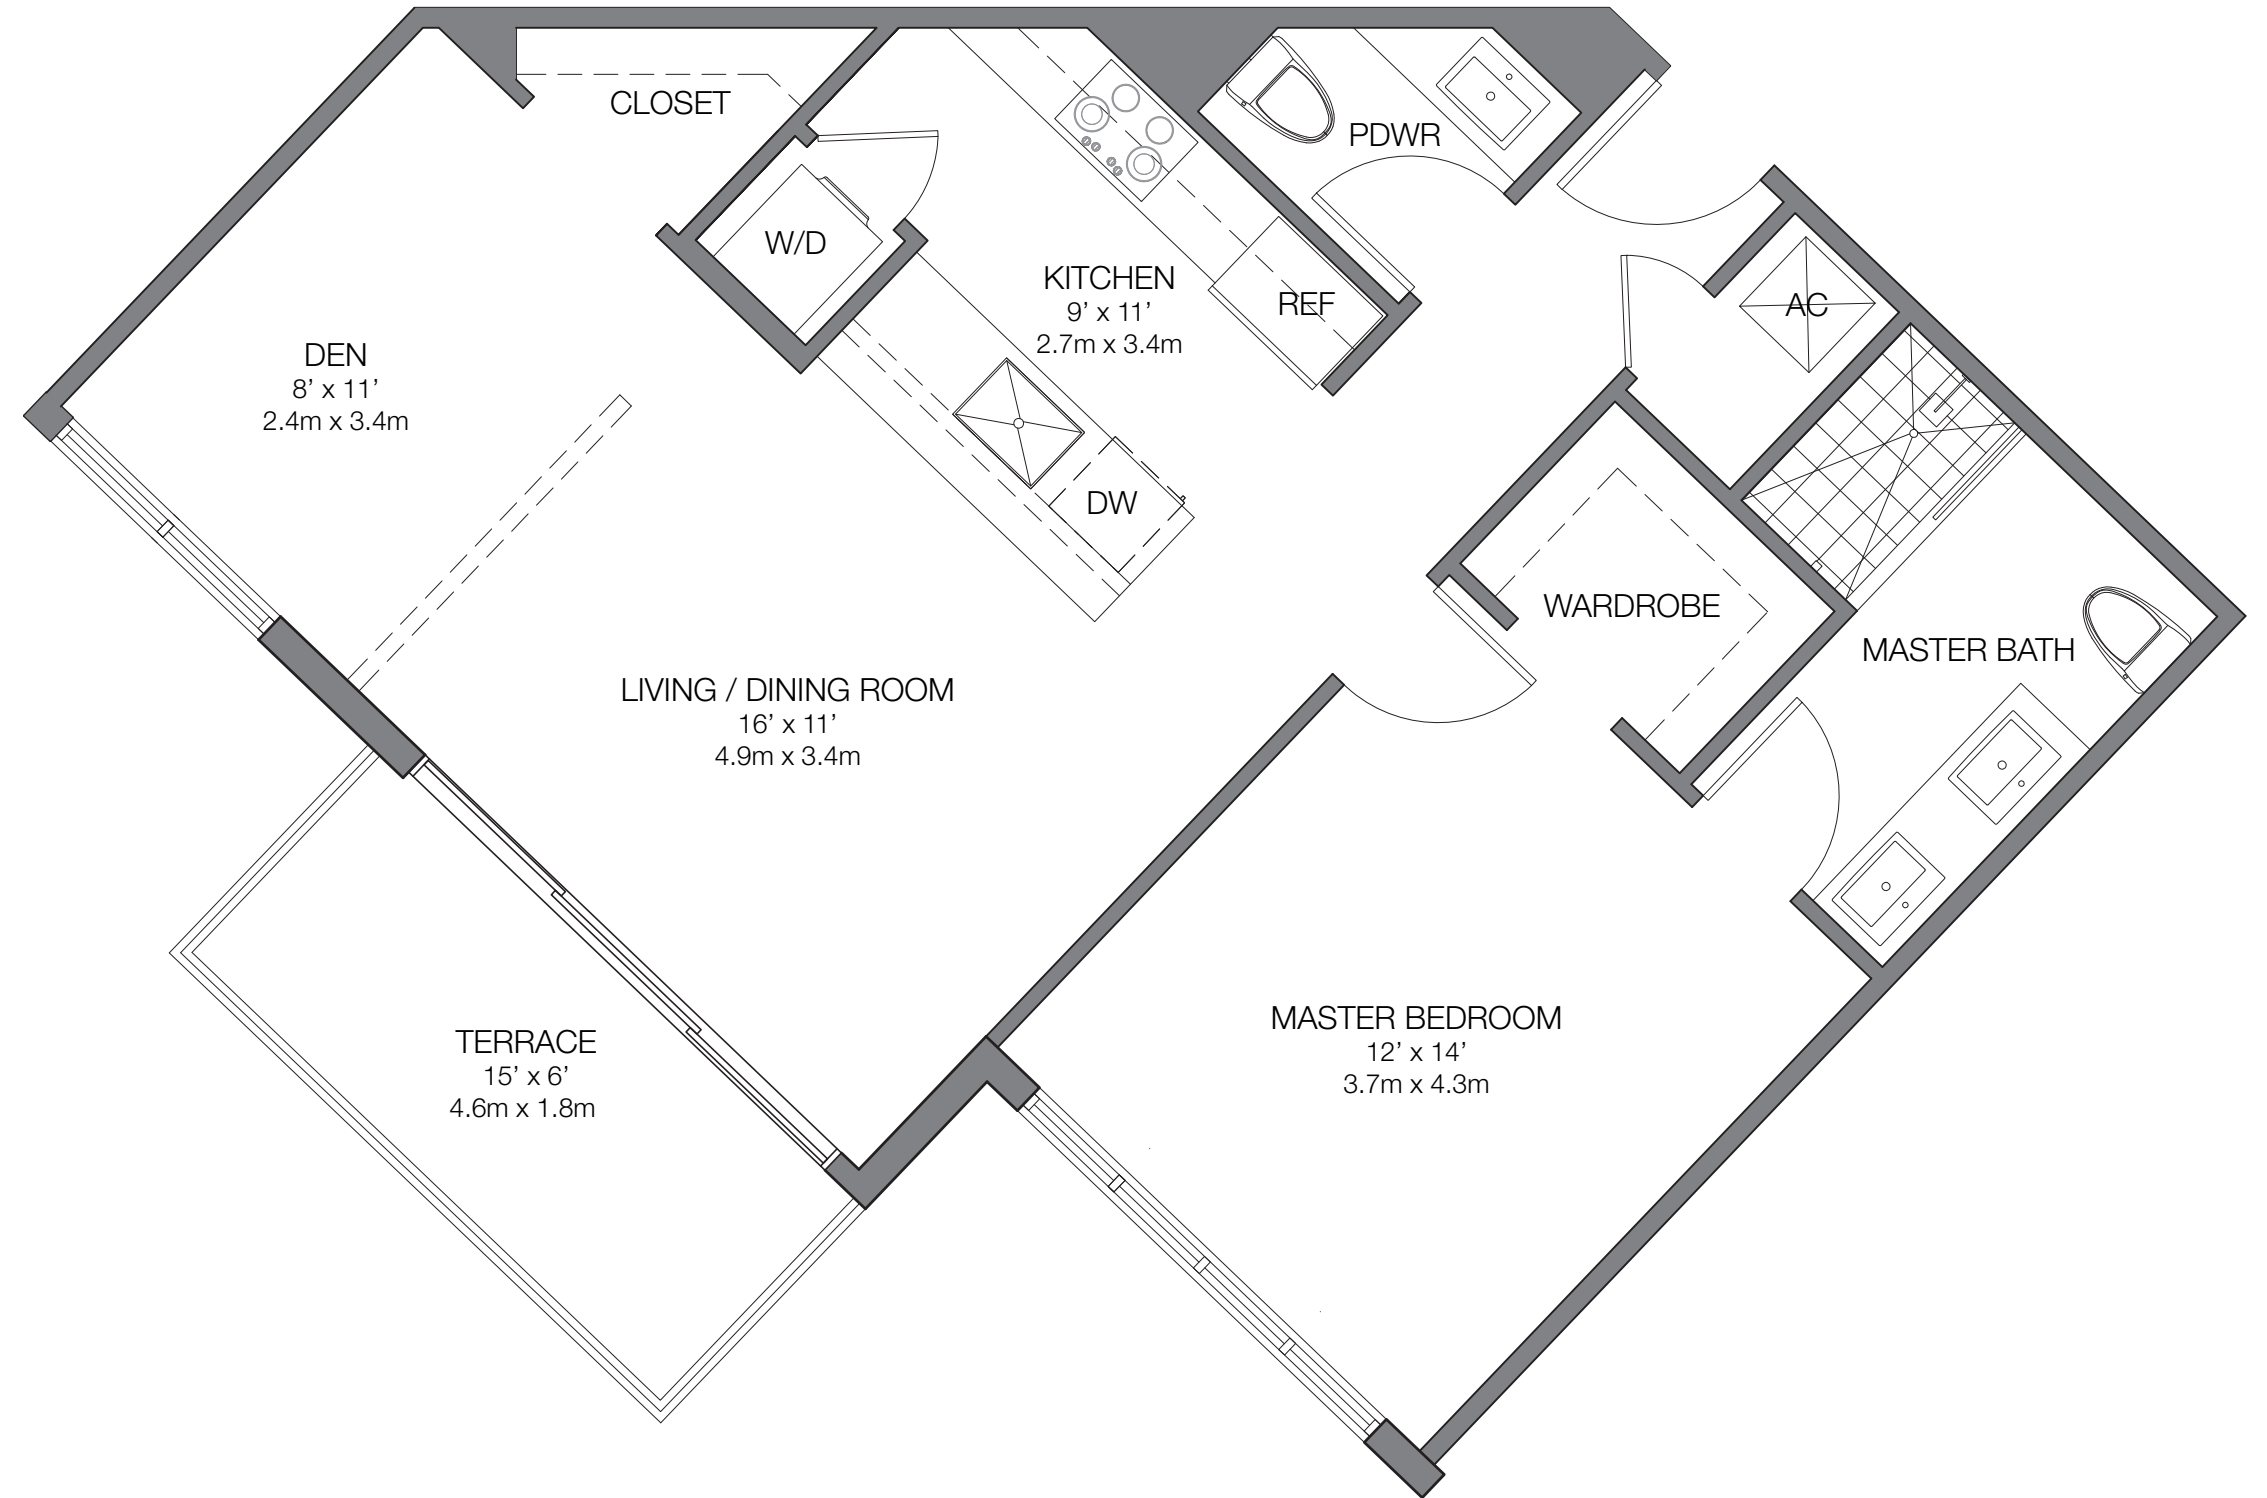 CLOSET
PDWR
W/D
KITCHEN
9’ x 11’
2.7m x 3.4m
REF
AC
DEN
8’ x 11’
2.4m x 3.4m
DW
WARDROBE
MASTER BATH
LIVING / DINING ROOM
16’ x 11’
4.9m x 3.4m
MASTER BEDROOM
12’ x 14’
3.7m x 4.3m
TERRACE
15’ x 6’
4.6m x 1.8m